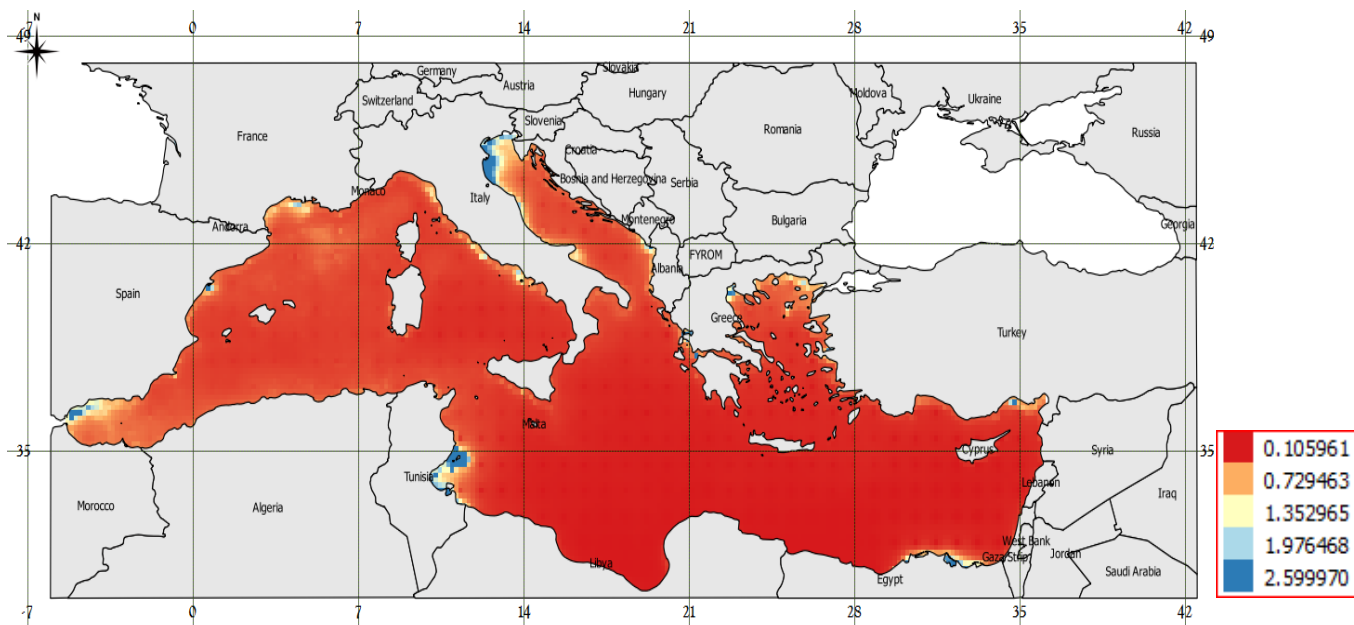 N
-7 0 7 14 21 28 35 42
49 49
Germany Slovakia
Austria Moldova
Switzerland Hungary Ukraine
Slovenia
France Romania Russia
Croatia
Bosnia and Herzegovina Serbia
Monaco Italy
Andorra Montenegro Bulgaria Georgia
42 42
FYROM
Albania
Spain
Greece Turkey
Malta
35 Cyprus Syria 35
Tunisia Lebanon
Morocco Algeria Iraq
West Bank
Gaza Strip Jordan
Libya Saudi Arabia
Egypt
-7 0 7 14 21 28 35 42
0.105961
0.729463
1.352965
1.976468
2.599970